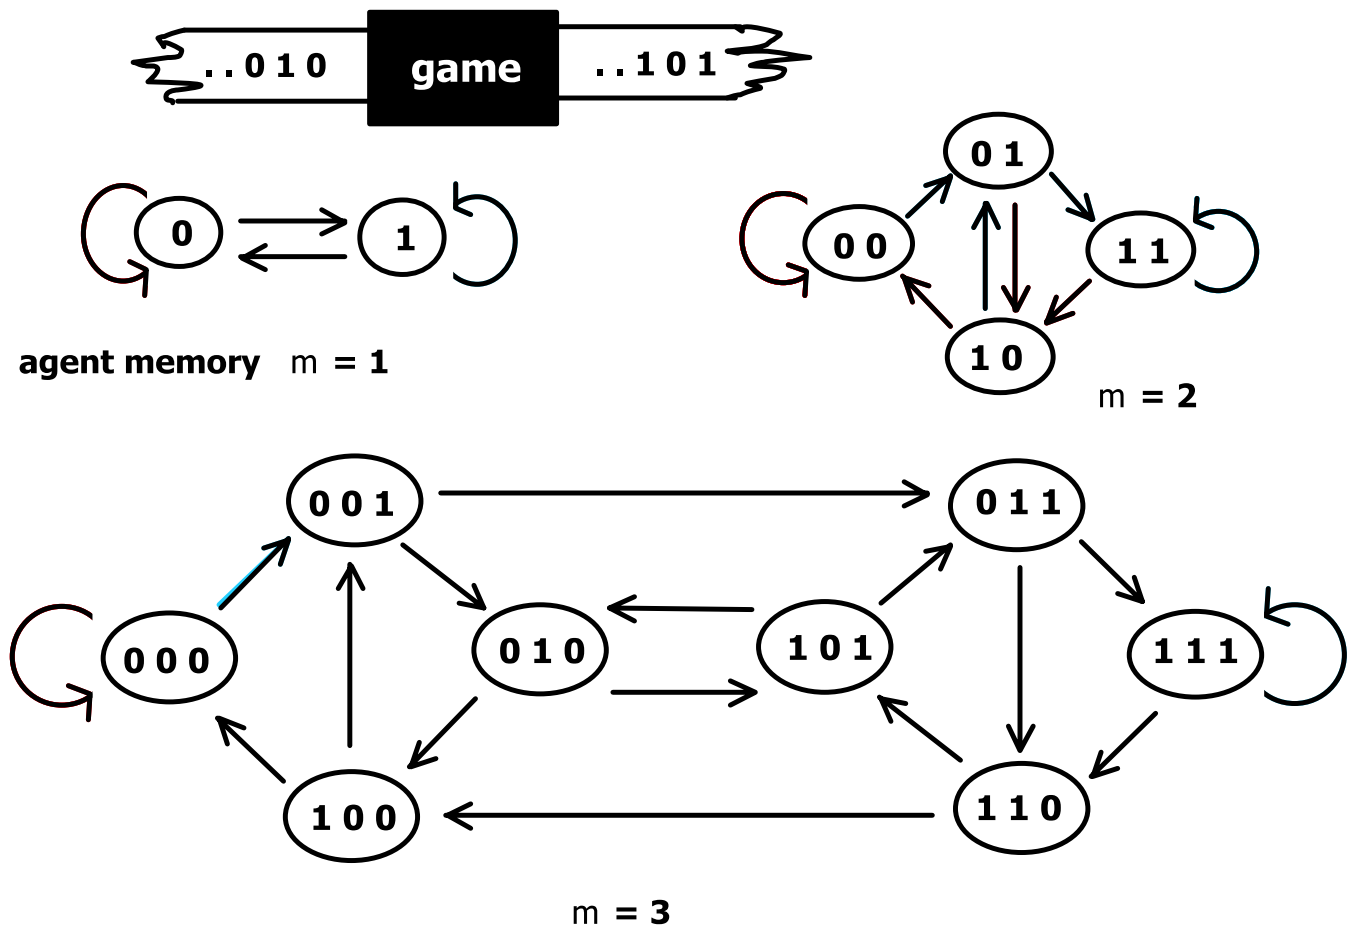 ..010 game ..101
0 1
agent memory m = 1
01
00 11
10
m = 2
001 011
000 010 101 111
100 110
m = 3